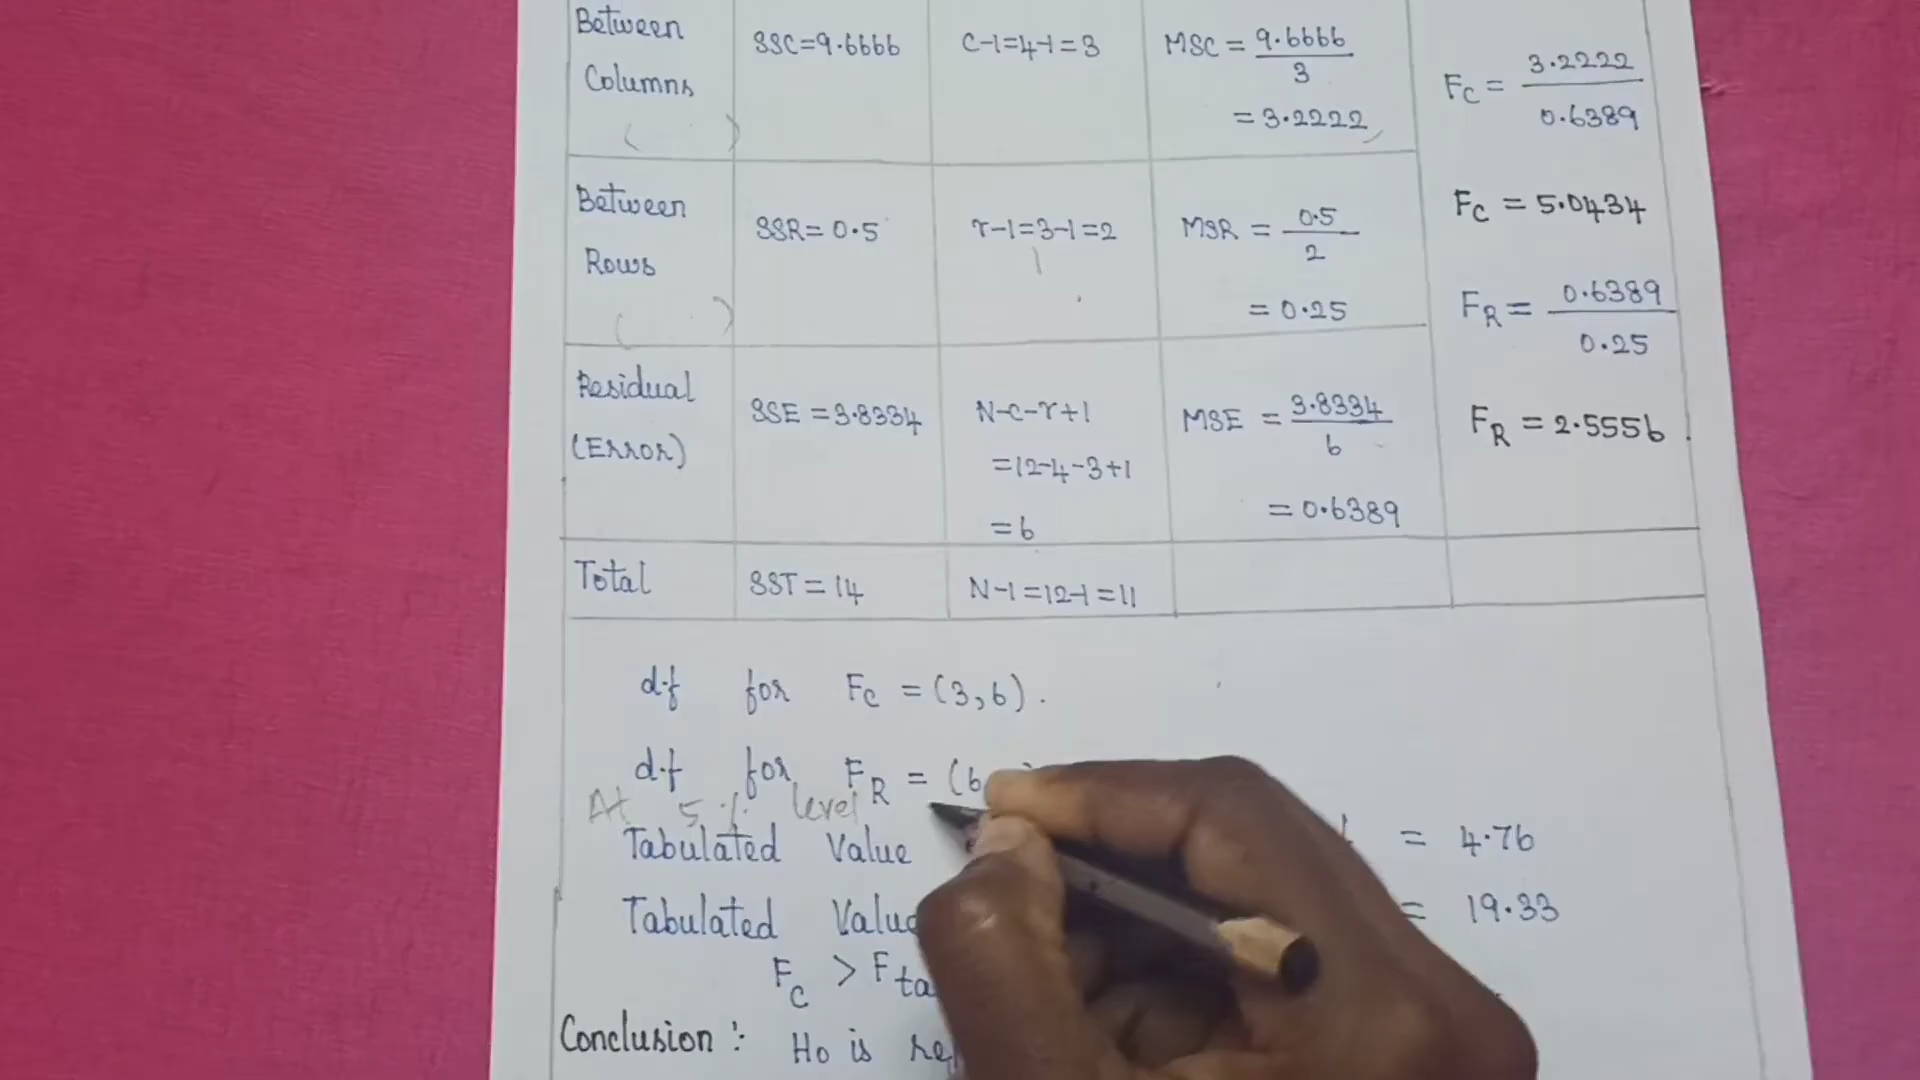 Between Columns
SSC=9.6666
C-1=4-1=3
MSC = 9.6666/3
= 3.2222
FC = 3.2222/0.6389
FC = 5.0434
Between Rows
SSR= 0.5
r-1=3-1=2
MSR = 0.5/2
= 0.25
FR = 0.6389/0.25
FR = 2.5556
Residual (Error)
SSE =3.8334
N-c-r+1
=12-4-3+1
=6
MSE = 3.8334/6
= 0.6389
Total
SST=14
N-1=12-1=11
d.f for FC = (3,6).
d.f for FR = (6
At 5 % level
Tabulated Value = 4.76
Tabulated Value = 19.33
FC > F
Conclusion : Ho is